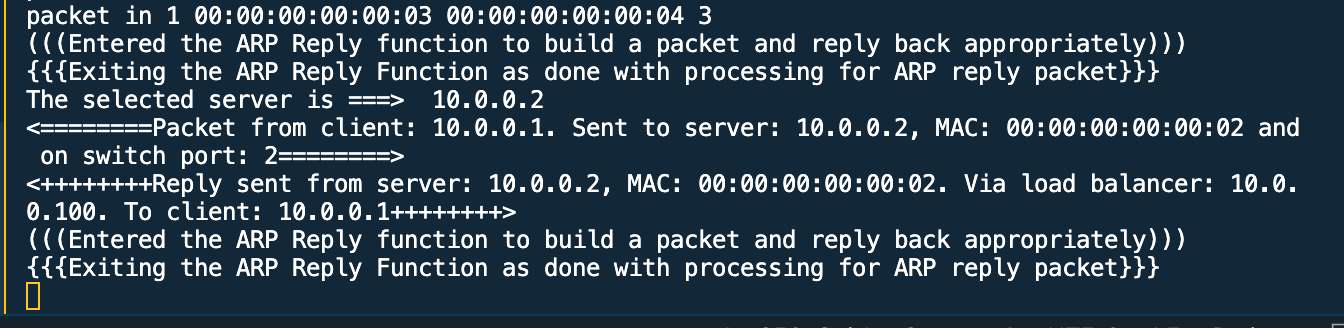 packet in 1 00:00:00:00:00:03 00:00:00:00:00:04 3
(((Entered the ARP Reply function to build a packet and reply back appropriately)))
{{{Exiting the ARP Reply Function as done with processing for ARP reply packet}}}
The selected server is ===>  10.0.0.2
<========Packet from client: 10.0.0.1. Sent to server: 10.0.0.2, MAC: 00:00:00:00:00:02 and
 on switch port: 2========>
<++++++++Reply sent from server: 10.0.0.2, MAC: 00:00:00:00:00:02. Via load balancer: 10.0.
0.100. To client: 10.0.0.1++++++++>
(((Entered the ARP Reply function to build a packet and reply back appropriately)))
{{{Exiting the ARP Reply Function as done with processing for ARP reply packet}}}